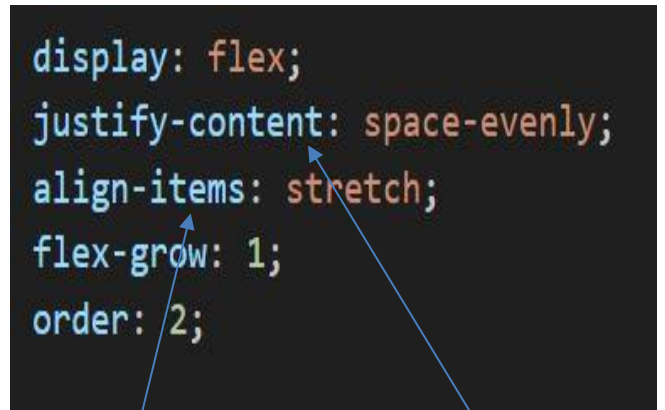 display: flex;
justify-content: space-evenly;
align-items: stretch;
flex-grow: 1;
order: 2;